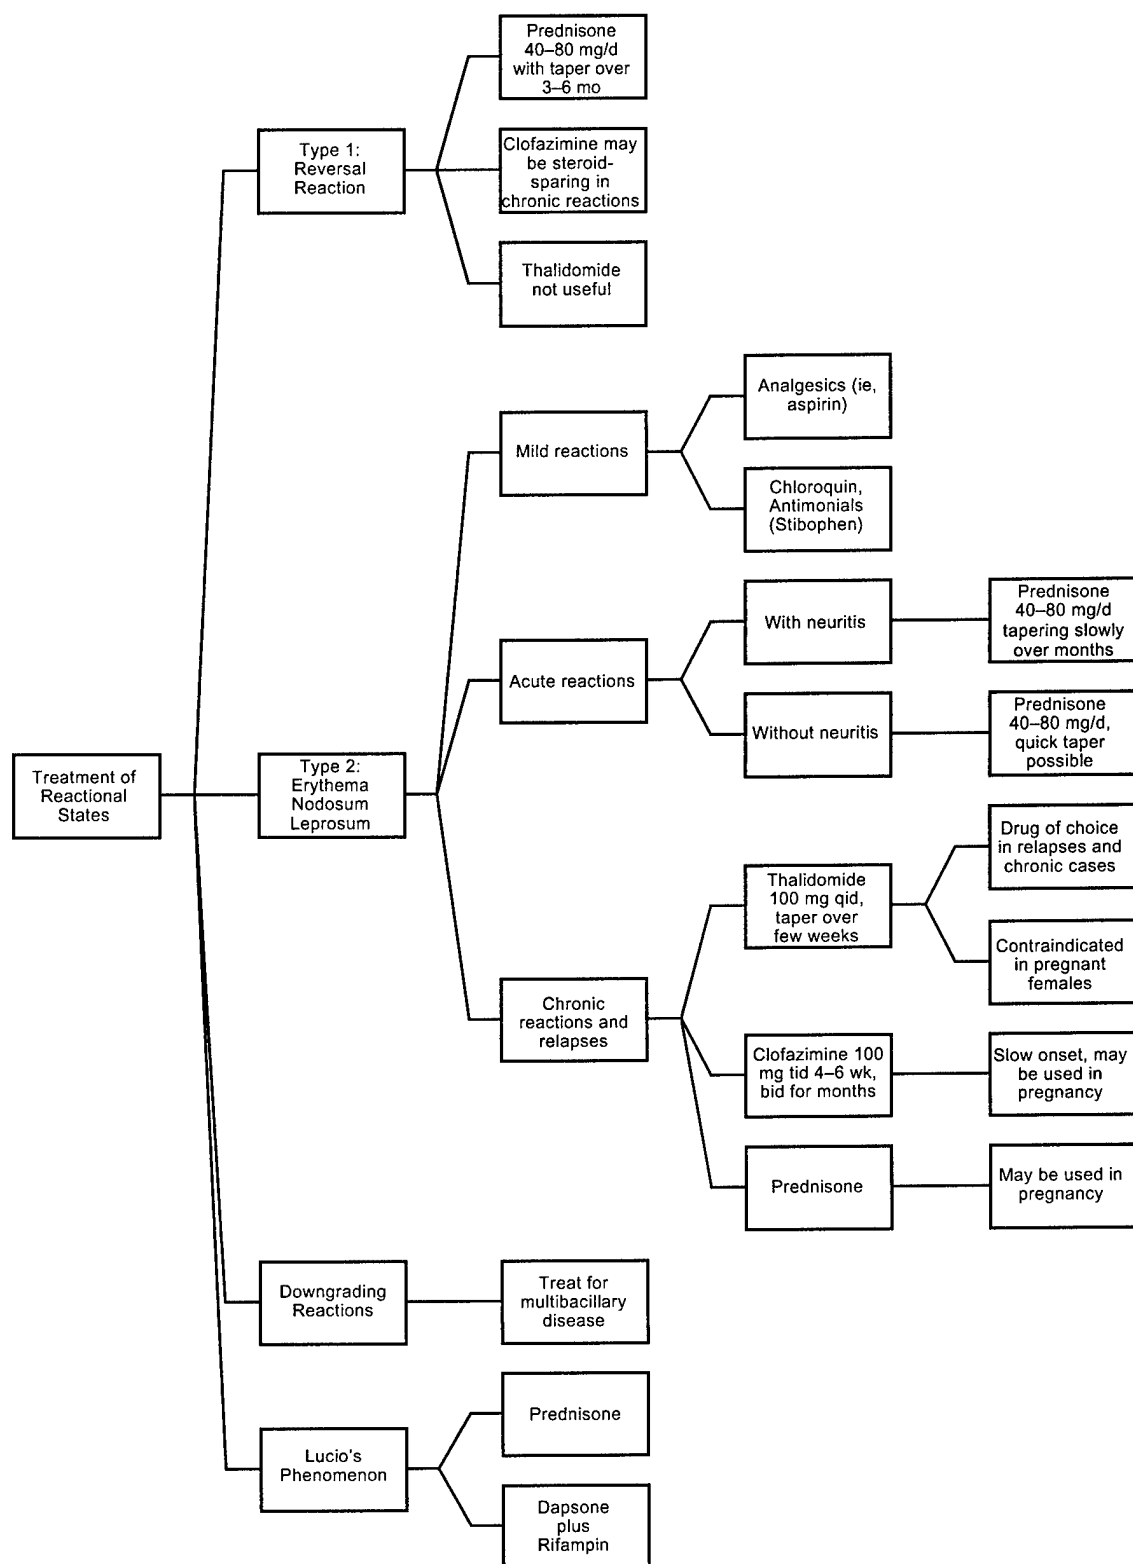 Prednisone
40–80 mg/d
with taper over
3–6 mo
Type 1:
Reversal
Reaction
Clofazimine may
be steroid-
sparing in
chronic reactions
Thalidomide
not useful
Analgesics (ie,
aspirin)
Mild reactions
Chloroquin,
Antimonials
(Stibophen)
With neuritis
Prednisone
40–80 mg/d
tapering slowly
over months
Acute reactions
Without neuritis
Prednisone
40–80 mg/d,
quick taper
possible
Treatment of
Reactional
States
Type 2:
Erythema
Nodosum
Leprosum
Drug of choice
in relapses and
chronic cases
Thalidomide
100 mg qid,
taper over
few weeks
Contraindicated
in pregnant
females
Chronic
reactions and
relapses
Clofazimine 100
mg tid 4–6 wk,
bid for months
Slow onset, may
be used in
pregnancy
Prednisone
May be used in
pregnancy
Downgrading
Reactions
Treat for
multibacillary
disease
Prednisone
Lucio's
Phenomenon
Dapsone
plus
Rifampin